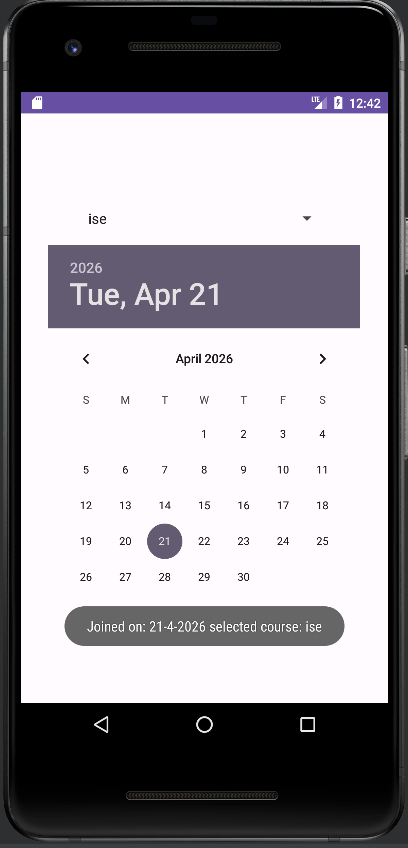 LTE 12:42
ise
2026
Tue, Apr 21
April 2026
S M T W T F S
1 2 3 4
5 6 7 8 9 10 11
12 13 14 15 16 17 18
19 20 21 22 23 24 25
26 27 28 29 30
Joined on: 21-4-2026 selected course: ise